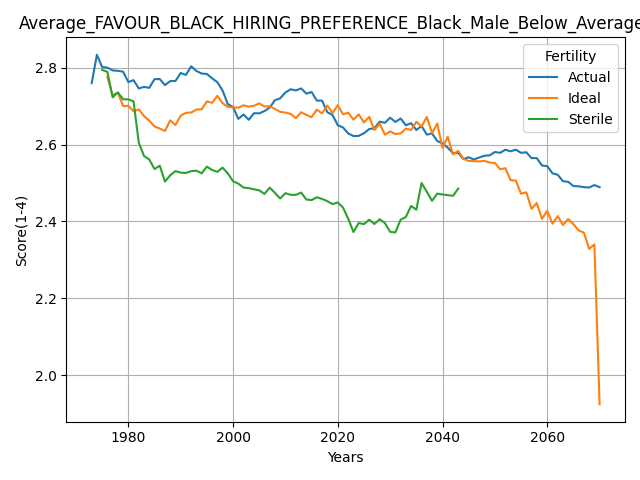 Average_FAVOUR_BLACK_HIRING_PREFERENCE_Black_Male_Below_Average
Fertility
Actual
Ideal
Sterile
Score(1-4)
2.8
2.6
2.4
2.2
2.0
1980 2000 2020 2040 2060
Years